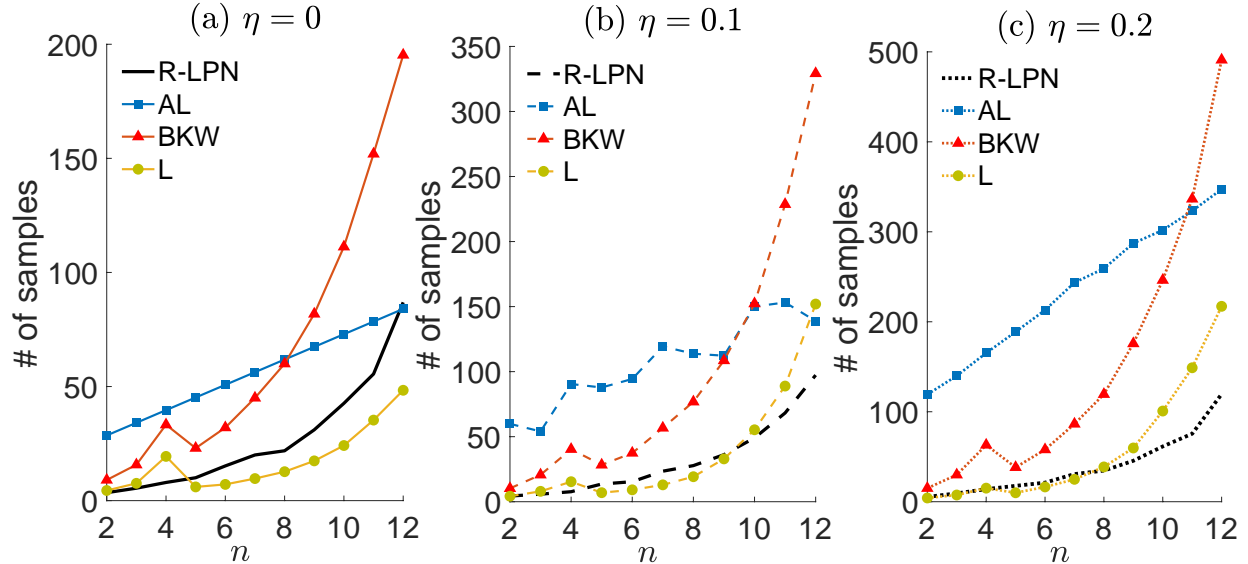 (a) η = 0
# of samples
200
150
100
50
0
R-LPN
AL
BKW
L
2 4 6 8 10 12
n
(b) η = 0.1
# of samples
350
300
250
200
150
100
50
0
R-LPN
AL
BKW
L
2 4 6 8 10 12
n
(c) η = 0.2
# of samples
500
400
300
200
100
0
R-LPN
AL
BKW
L
2 4 6 8 10 12
n